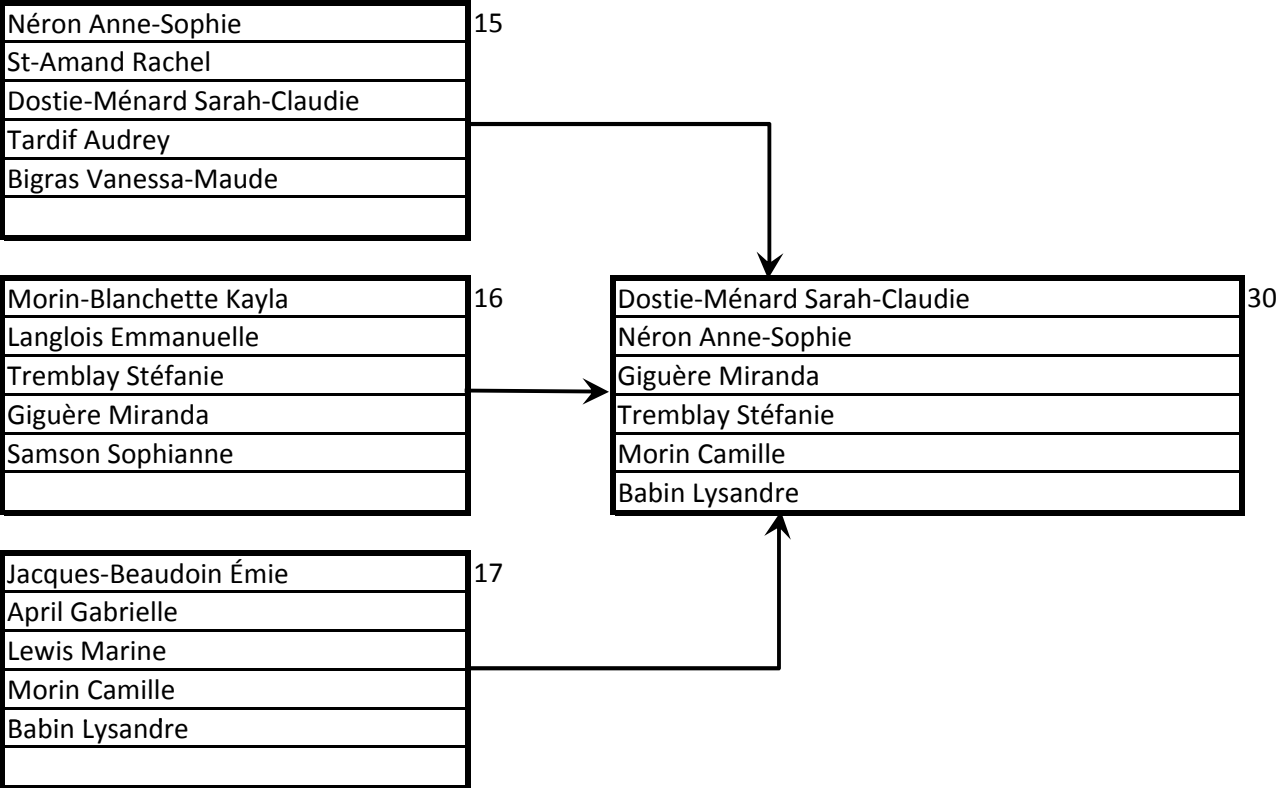 Néron Anne-Sophie 15
St-Amand Rachel
Dostie-Ménard Sarah-Claudie
Tardif Audrey
Bigras Vanessa-Maude
Morin-Blanchette Kayla 16
Langlois Emmanuelle
Tremblay Stéfanie
Giguère Miranda
Samson Sophianne
Dostie-Ménard Sarah-Claudie 30
Néron Anne-Sophie
Giguère Miranda
Tremblay Stéfanie
Morin Camille
Babin Lysandre
Jacques-Beaudoin Émie 17
April Gabrielle
Lewis Marine
Morin Camille
Babin Lysandre